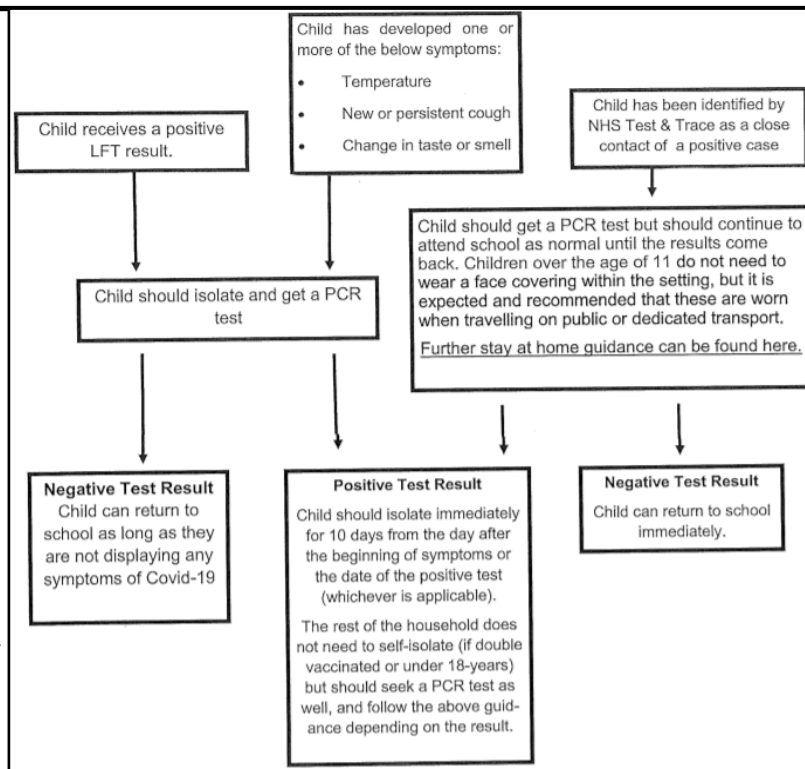 Child has developed one or
more of the below symptoms:
• Temperature
• New or persistent cough
• Change in taste or smell
Child receives a positive
LFT result.
Child has been identified by
NHS Test & Trace as a close
contact of a positive case
Child should isolate and get a PCR
test
Child should get a PCR test but should continue to
attend school as normal until the results come
back. Children over the age of 11 do not need to
wear a face covering within the setting, but it is
expected and recommended that these are worn
when travelling on public or dedicated transport.
Further stay at home guidance can be found here.
Negative Test Result
Child can return to
school as long as they
are not displaying any
symptoms of Covid-19
Positive Test Result
Child should isolate immediately
for 10 days from the day after
the beginning of symptoms or
the date of the positive test
(whichever is applicable).
The rest of the household does
not need to self-isolate (if double
vaccinated or under 18-years)
but should seek a PCR test as
well, and follow the above guid-
ance depending on the result.
Negative Test Result
Child can return to school
immediately.